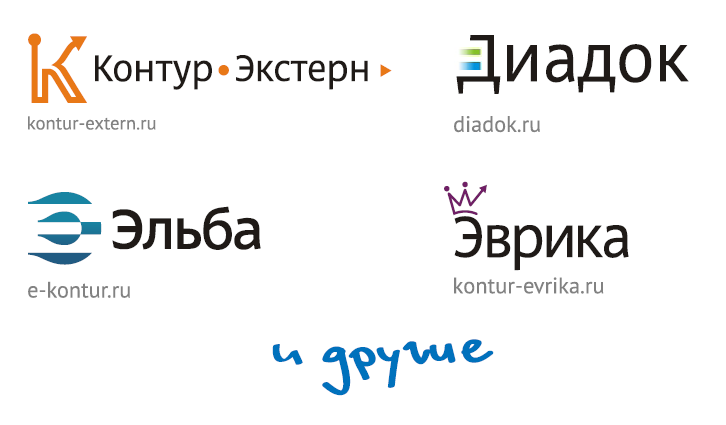 Контур•Экстерн
kontur-extern.ru
Диадок
diadok.ru
Эльба
e-kontur.ru
Эврика
kontur-evrika.ru
и другие